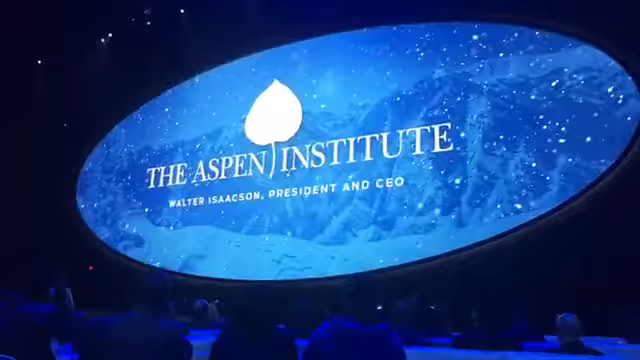 THE ASPEN INSTITUTE
WALTER ISAACSON, PRESIDENT AND CEO